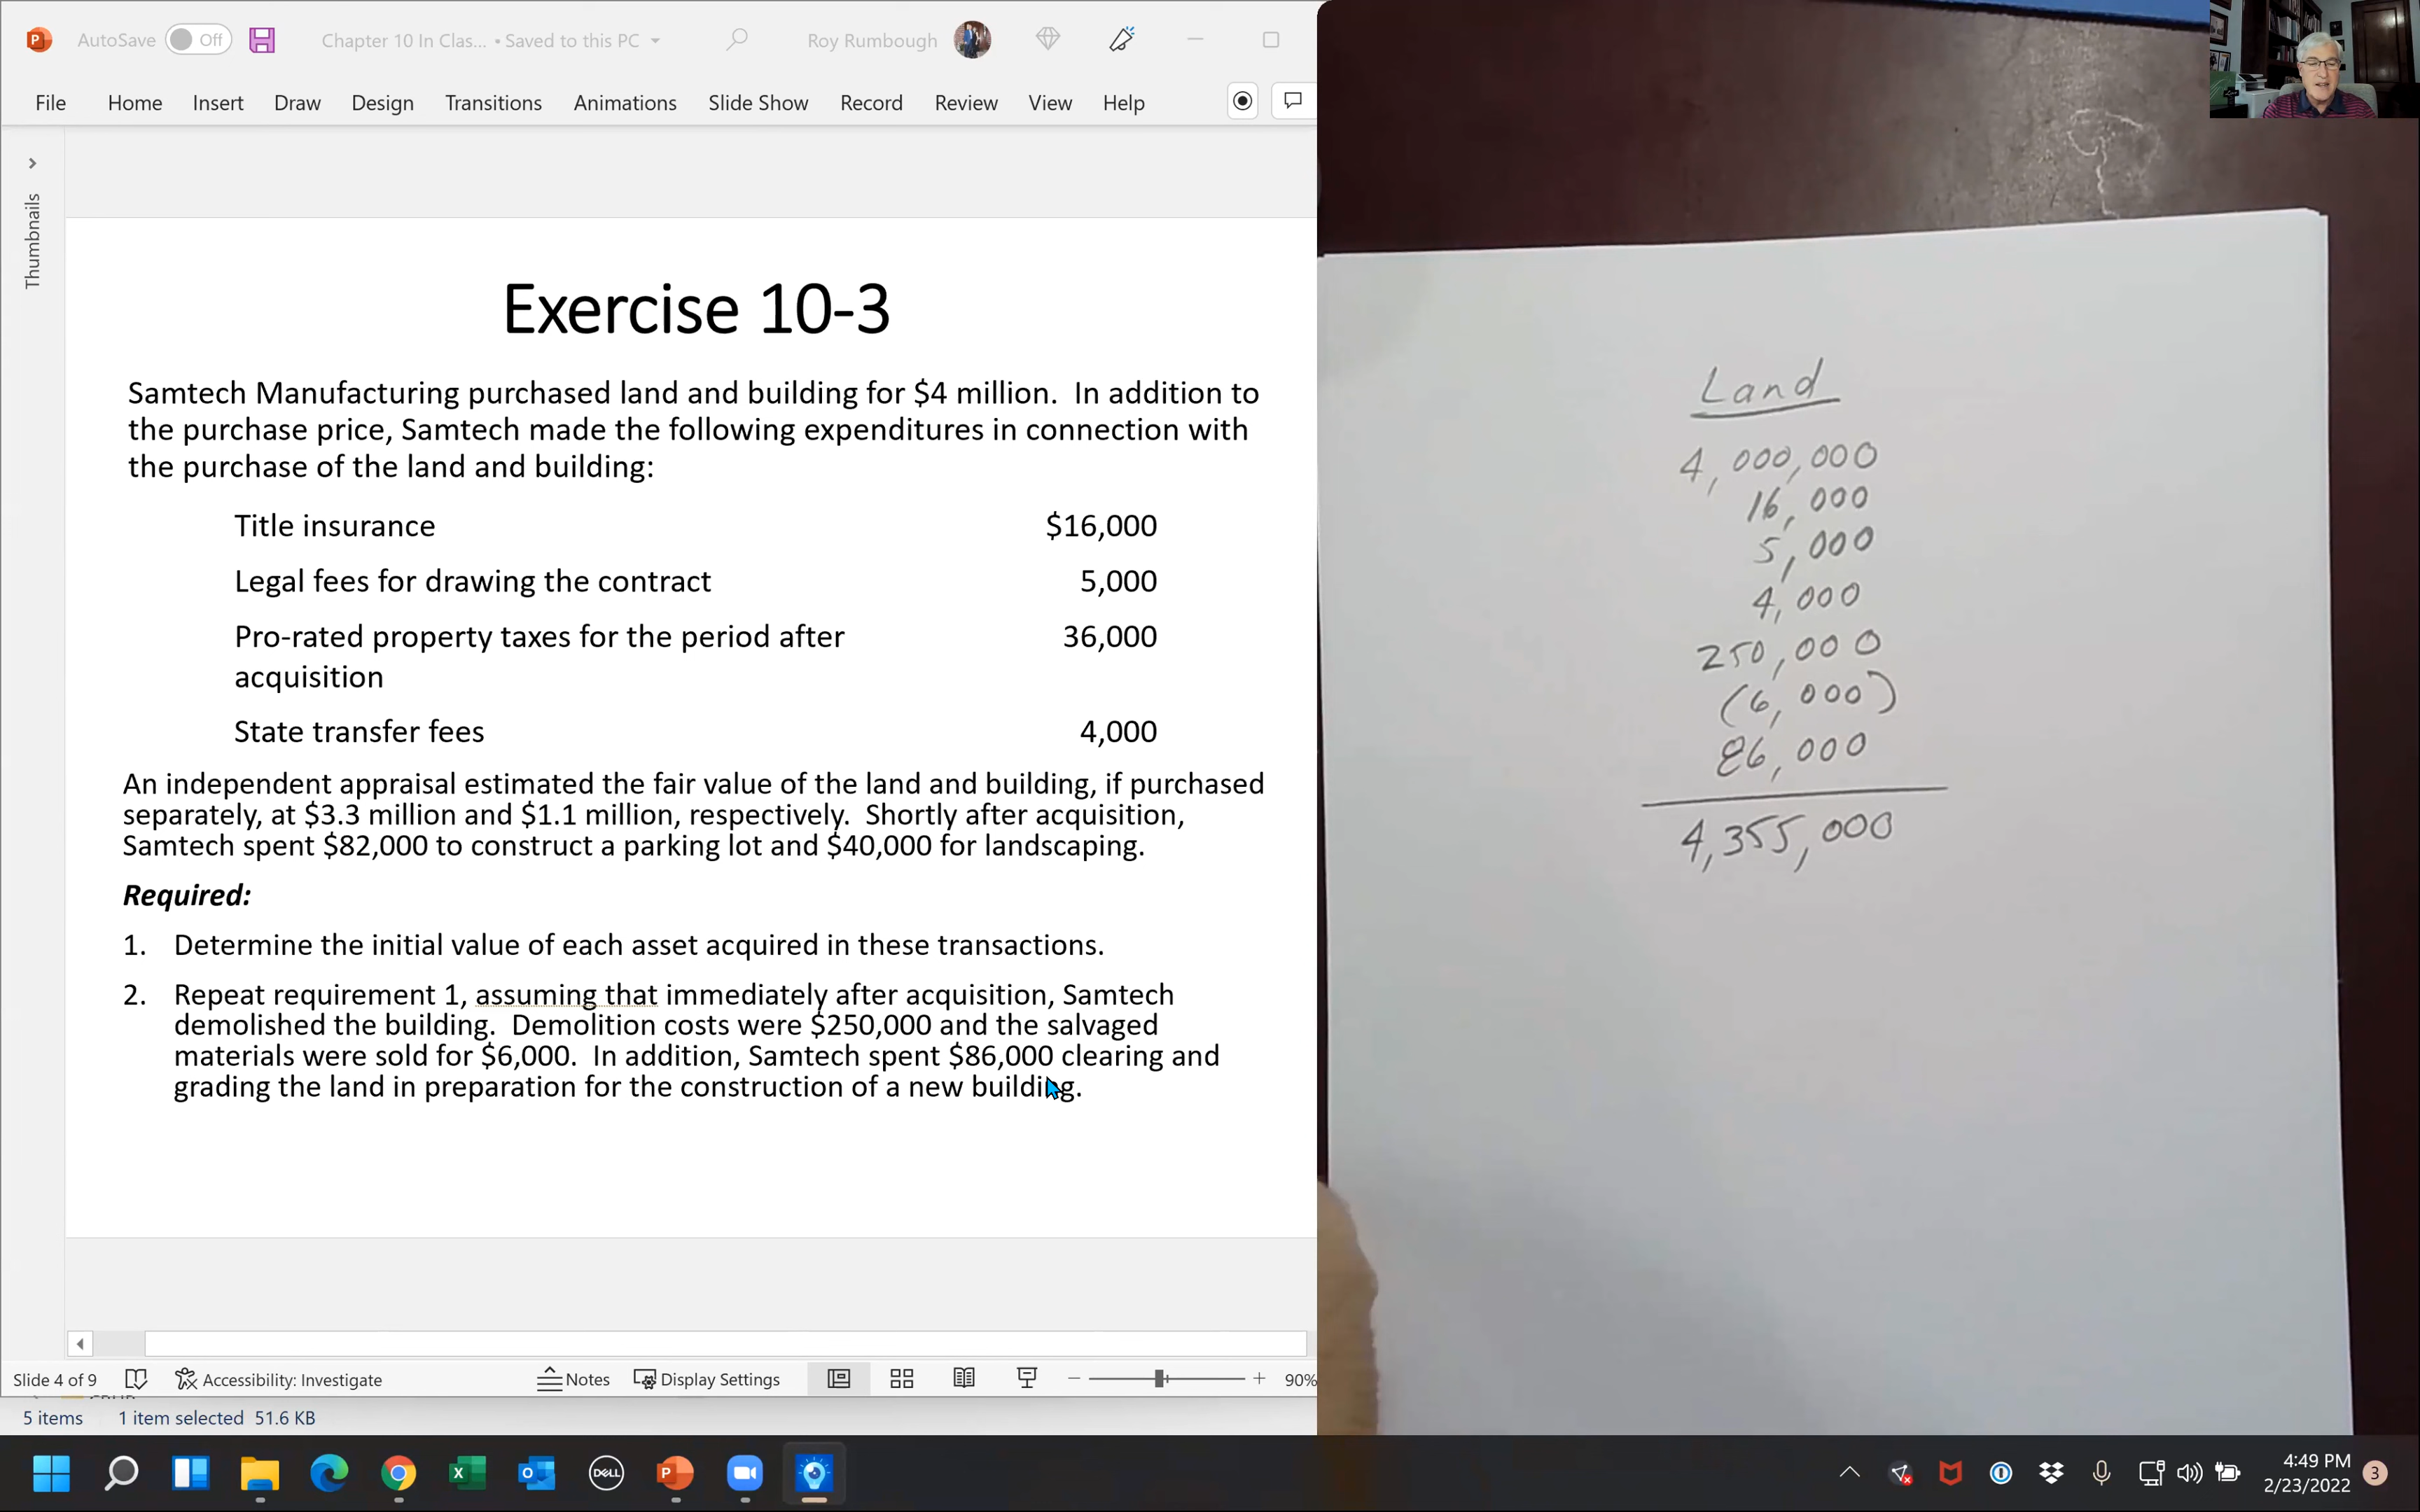 AutoSave Off Chapter 10 In Clas... • Saved to this PC Roy Rumbough
File Home Insert Draw Design Transitions Animations Slide Show Record Review View Help
Thumbnails
Exercise 10-3
Samtech Manufacturing purchased land and building for $4 million. In addition to
the purchase price, Samtech made the following expenditures in connection with
the purchase of the land and building:
Title insurance $16,000
Legal fees for drawing the contract 5,000
Pro-rated property taxes for the period after 36,000
acquisition
State transfer fees 4,000
An independent appraisal estimated the fair value of the land and building, if purchased
separately, at $3.3 million and $1.1 million, respectively. Shortly after acquisition,
Samtech spent $82,000 to construct a parking lot and $40,000 for landscaping.
Required:
1. Determine the initial value of each asset acquired in these transactions.
2. Repeat requirement 1, assuming that immediately after acquisition, Samtech
demolished the building. Demolition costs were $250,000 and the salvaged
materials were sold for $6,000. In addition, Samtech spent $86,000 clearing and
grading the land in preparation for the construction of a new building.
Slide 4 of 9 Accessibility: Investigate Notes Display Settings 90%
5 items 1 item selected 51.6 KB
Land
4,000,000
16,000
5,000
4,000
250,000
(6,000)
86,000
4,355,000
DELL
4:49 PM
2/23/2022
3